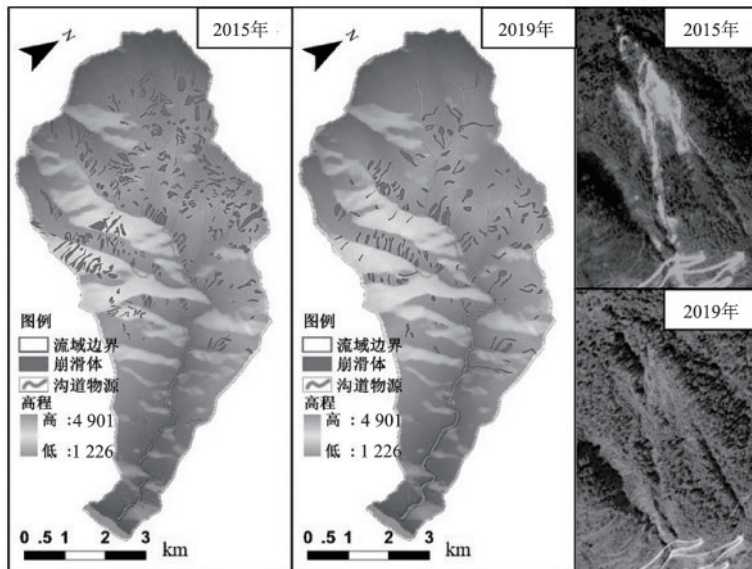 2015年
N
图例
流域边界
崩滑体
沟道物源
高程
高 :4 901
低 :1 226
0 .5 1 2 3
km
2019年
N
图例
流域边界
崩滑体
沟道物源
高程
高 :4 901
低 :1 226
0 .5 1 2 3
km
2015年
2019年